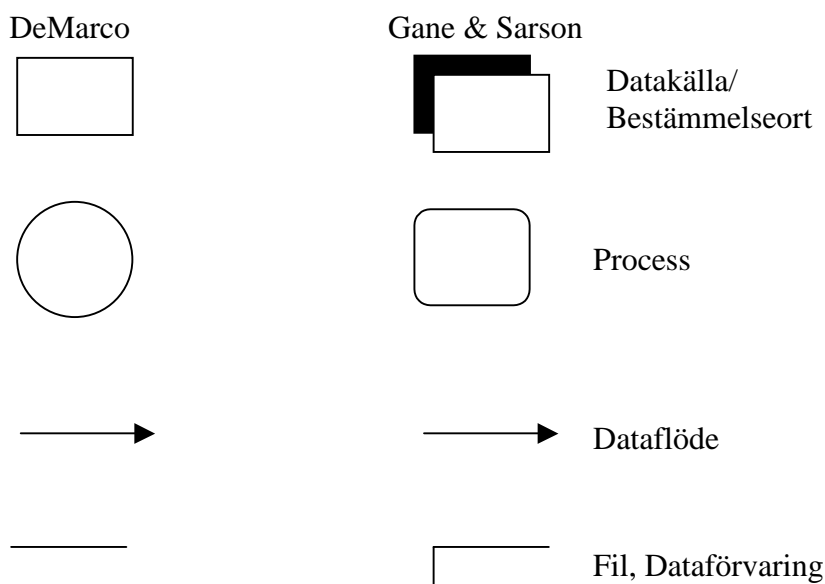 DeMarco
Gane & Sarson
Datakälla/
Bestämmelseort
Process
Dataflöde
Fil, Dataförvaring